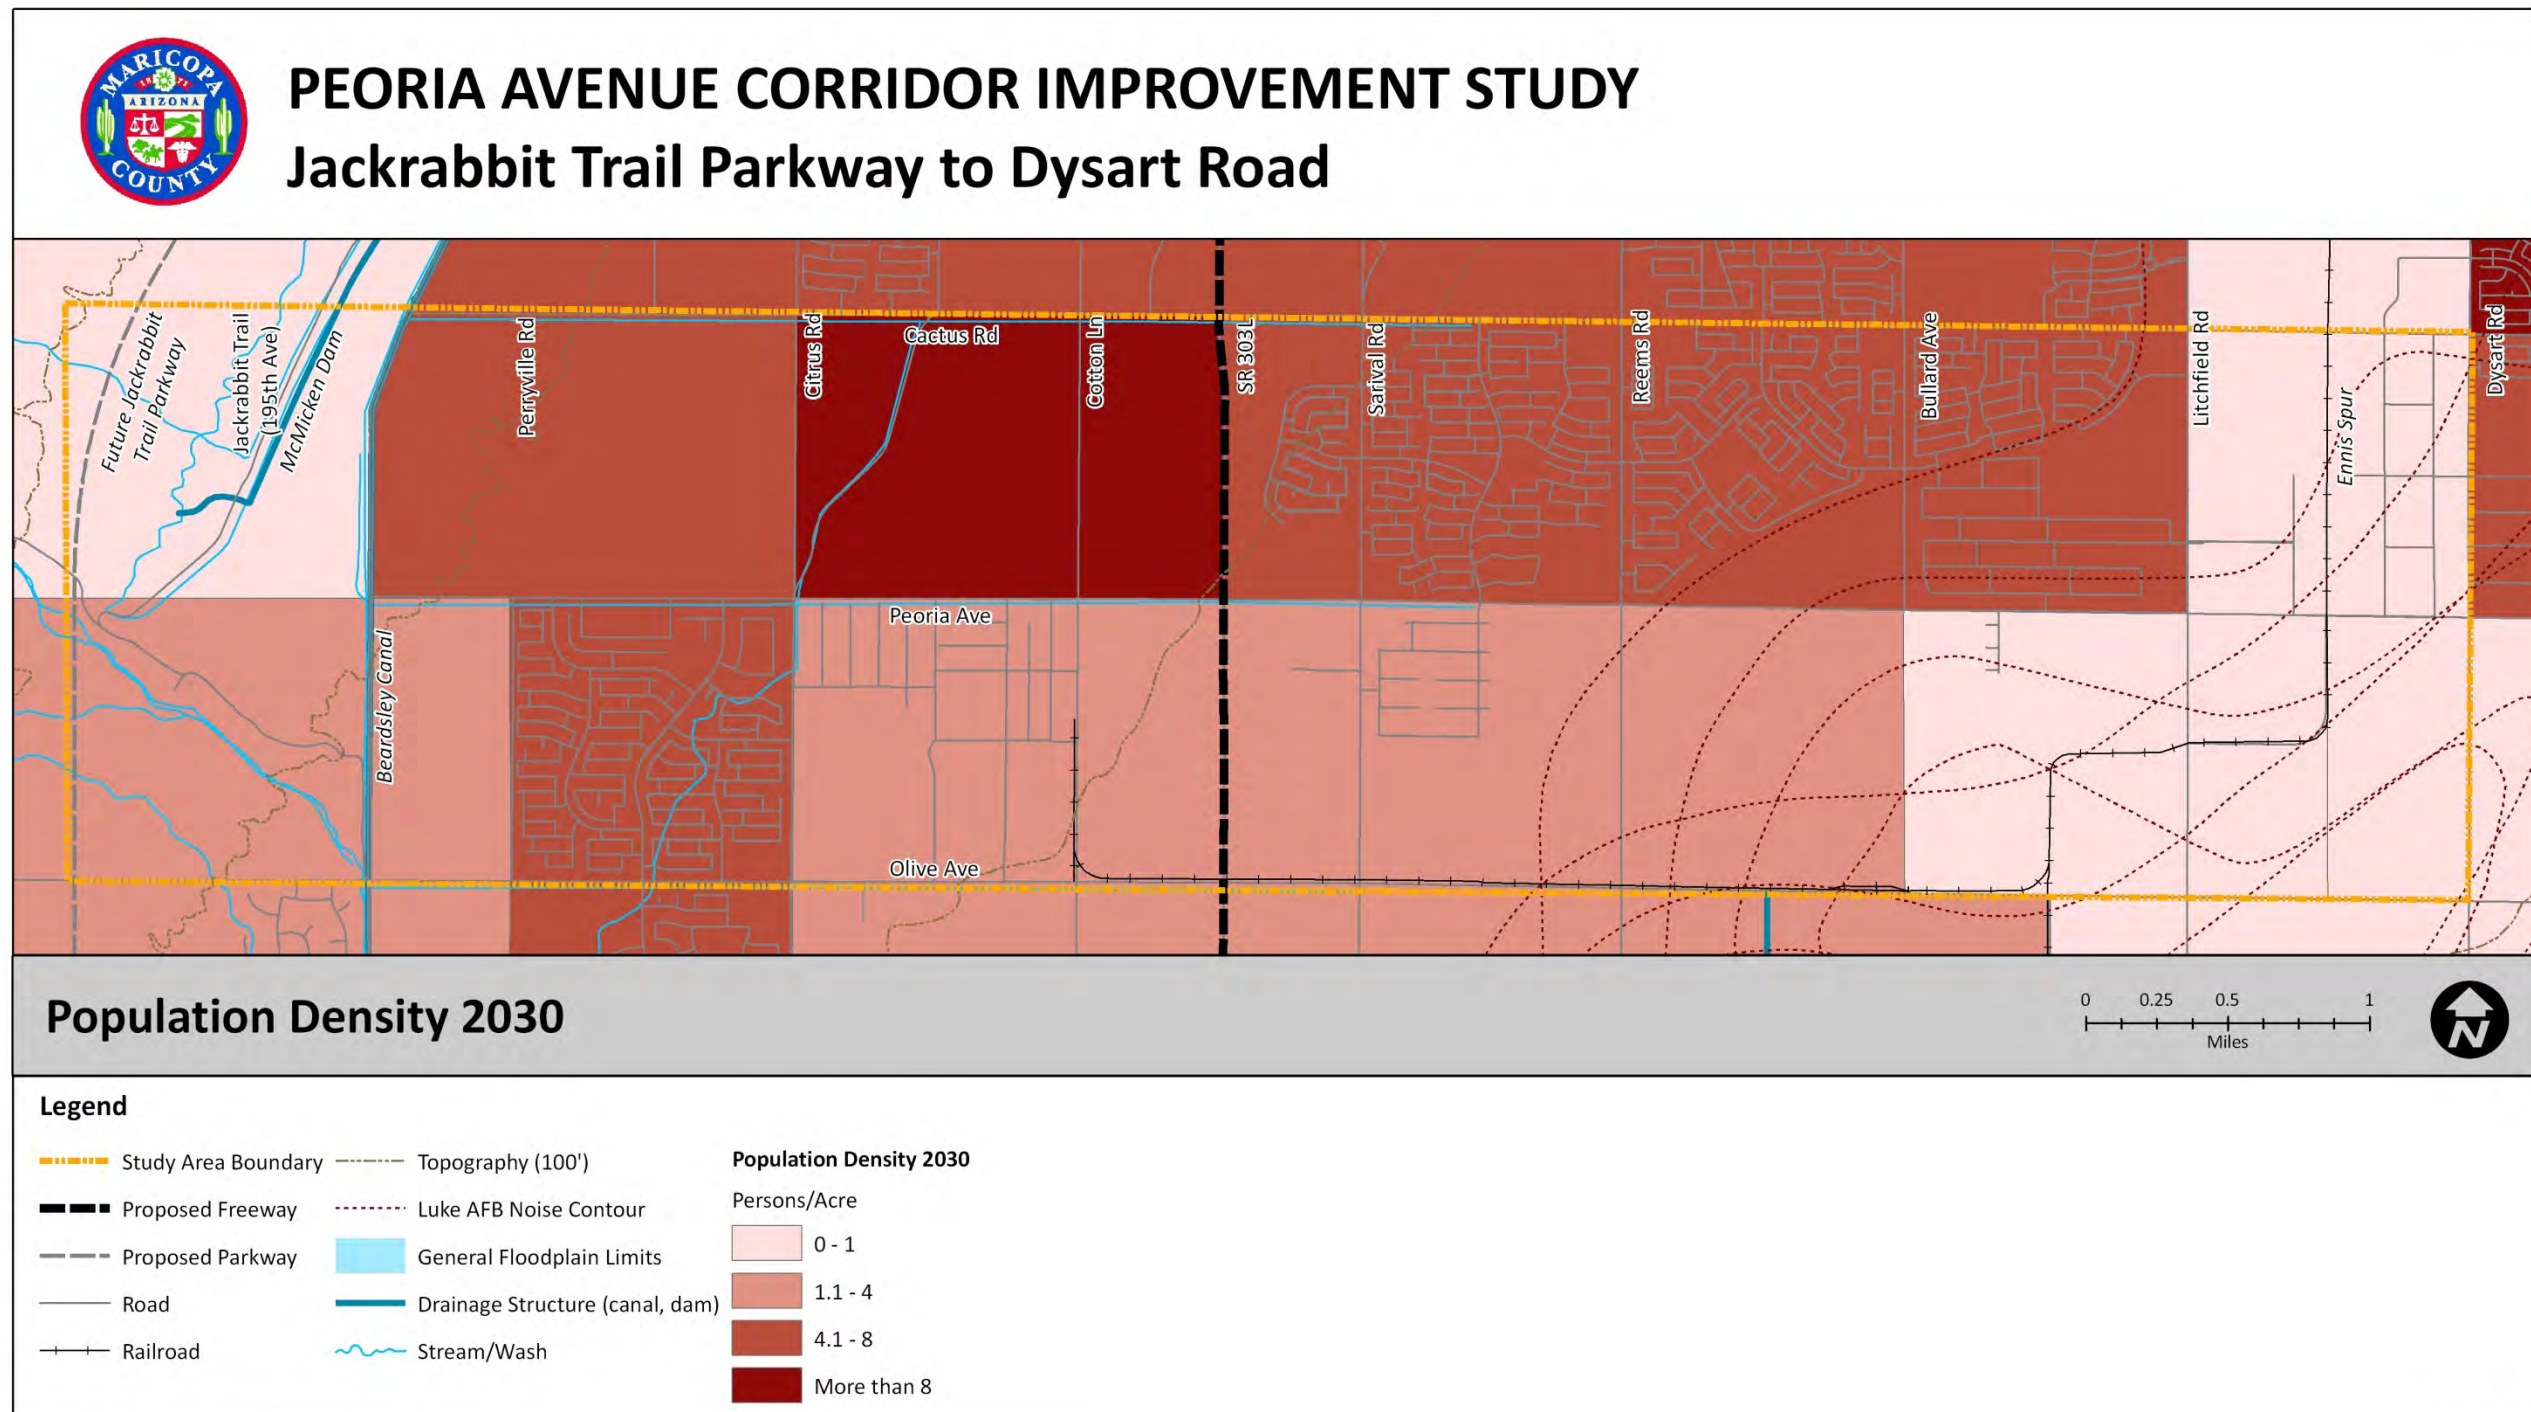 MARICOPA
1871
ARIZONA
COUNTY
PEORIA AVENUE CORRIDOR IMPROVEMENT STUDY
Jackrabbit Trail Parkway to Dysart Road
Future Jackrabbit
Trail Parkway
Jackrabbit Trail
(195th Ave)
McMicken Dam
Perryville Rd
Citrus Rd
Cactus Rd
Cotton Ln
SR 303L
Sarival Rd
Reems Rd
Bullard Ave
Litchfield Rd
Ennis Spur
Dysart Rd
Peoria Ave
Beardsley Canal
Olive Ave
Population Density 2030
0 0.25 0.5 1
Miles
N
Legend
Study Area Boundary
Proposed Freeway
Proposed Parkway
Road
Railroad
Topography (100')
Luke AFB Noise Contour
General Floodplain Limits
Drainage Structure (canal, dam)
Stream/Wash
Population Density 2030
Persons/Acre
0 - 1
1.1 - 4
4.1 - 8
More than 8